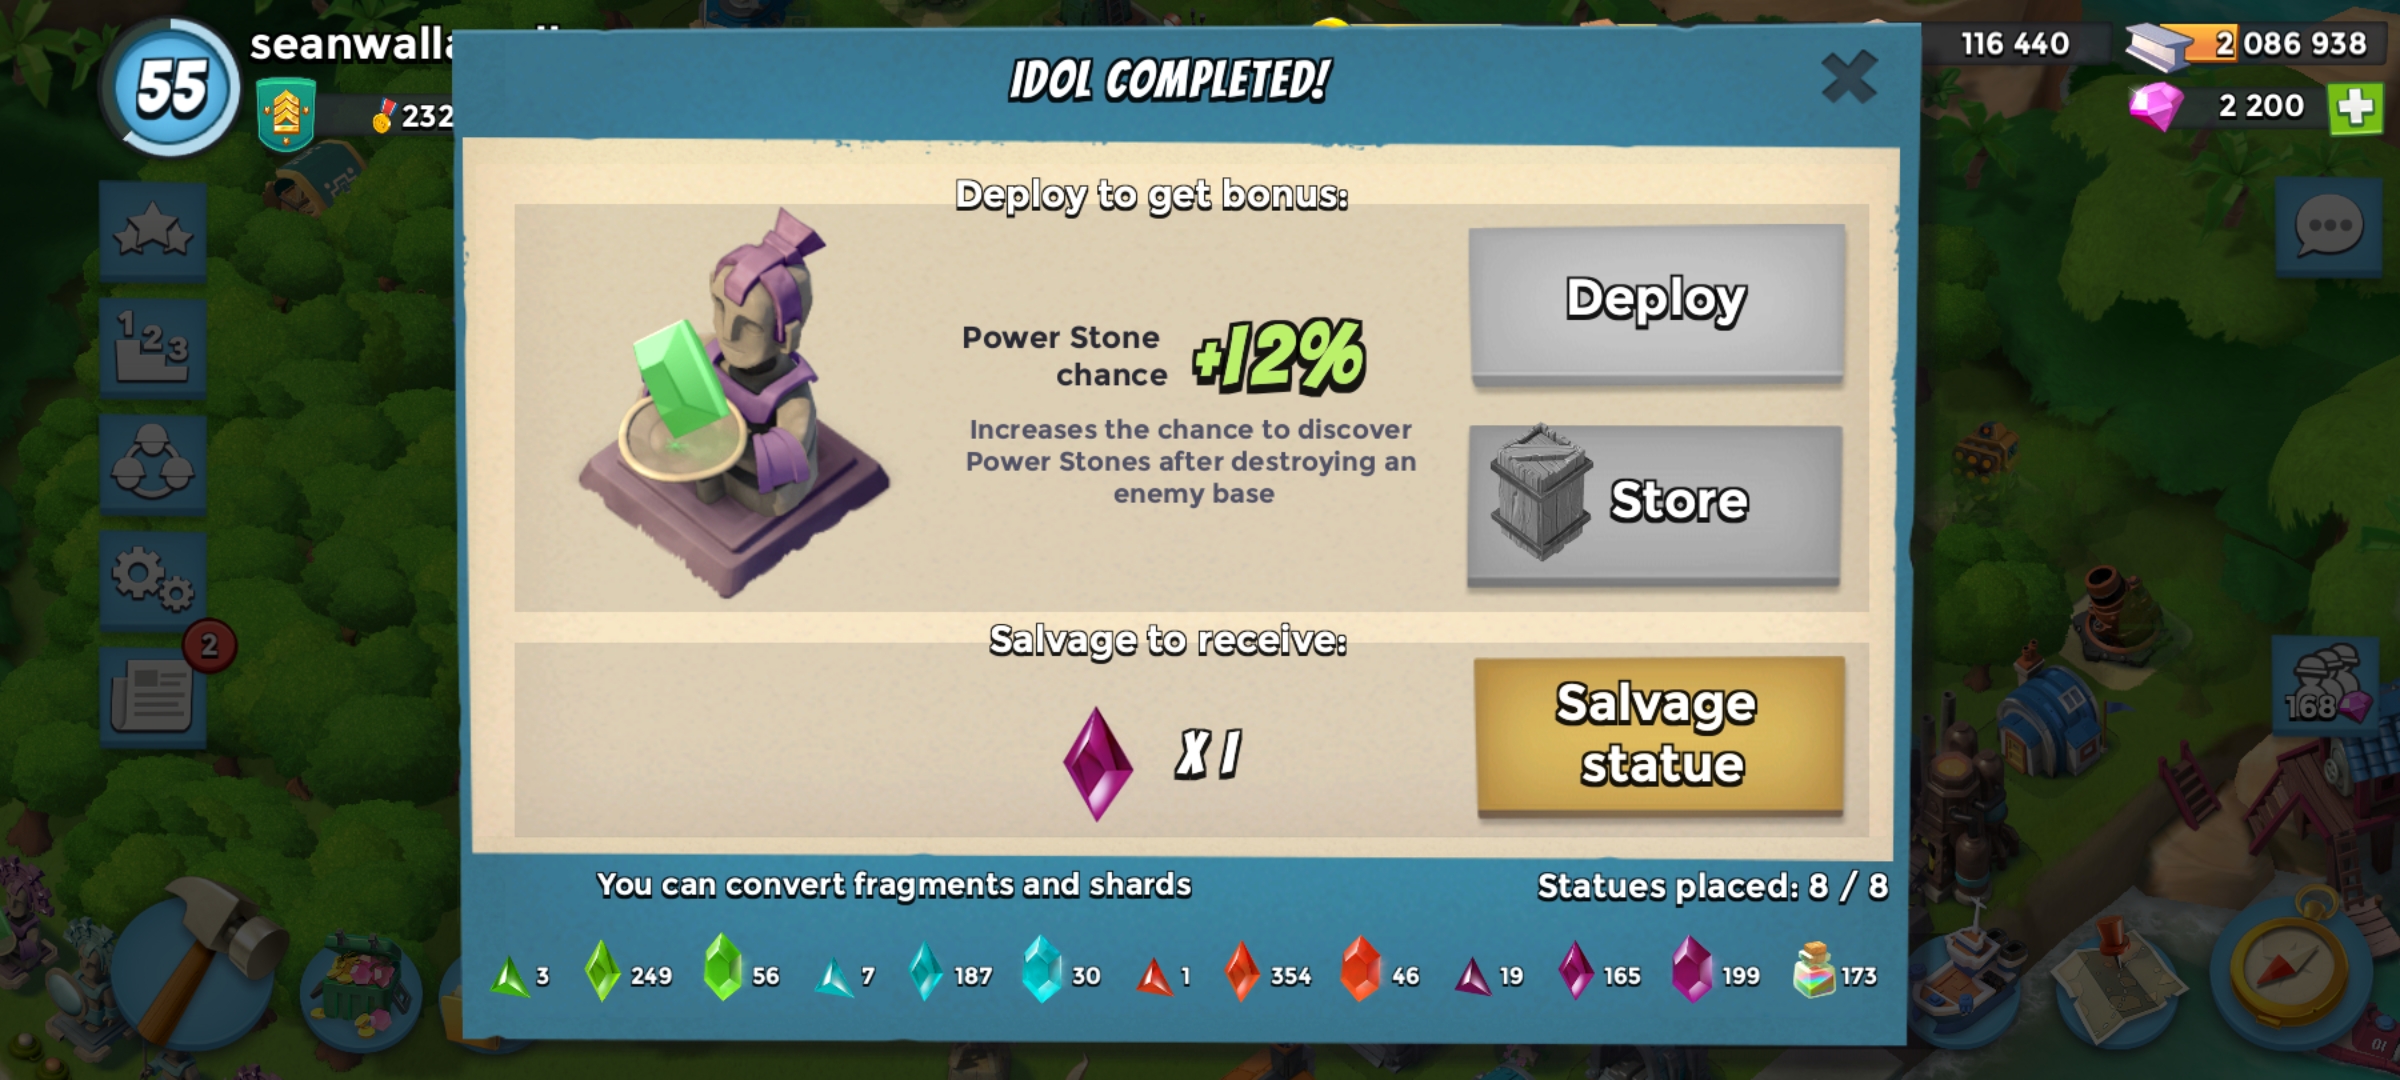 55
232
IDOL COMPLETED!
116 440
2 086 938
2 200
Deploy to get bonus:
Deploy
Power Stone
chance
+12%
Increases the chance to discover
Power Stones after destroying an
enemy base
Store
1 2 3
2
Salvage to receive:
X 1
Salvage
statue
168
You can convert fragments and shards
Statues placed: 8 / 8
3 249 56 7 187 30 1 354 46 19 165 199 173